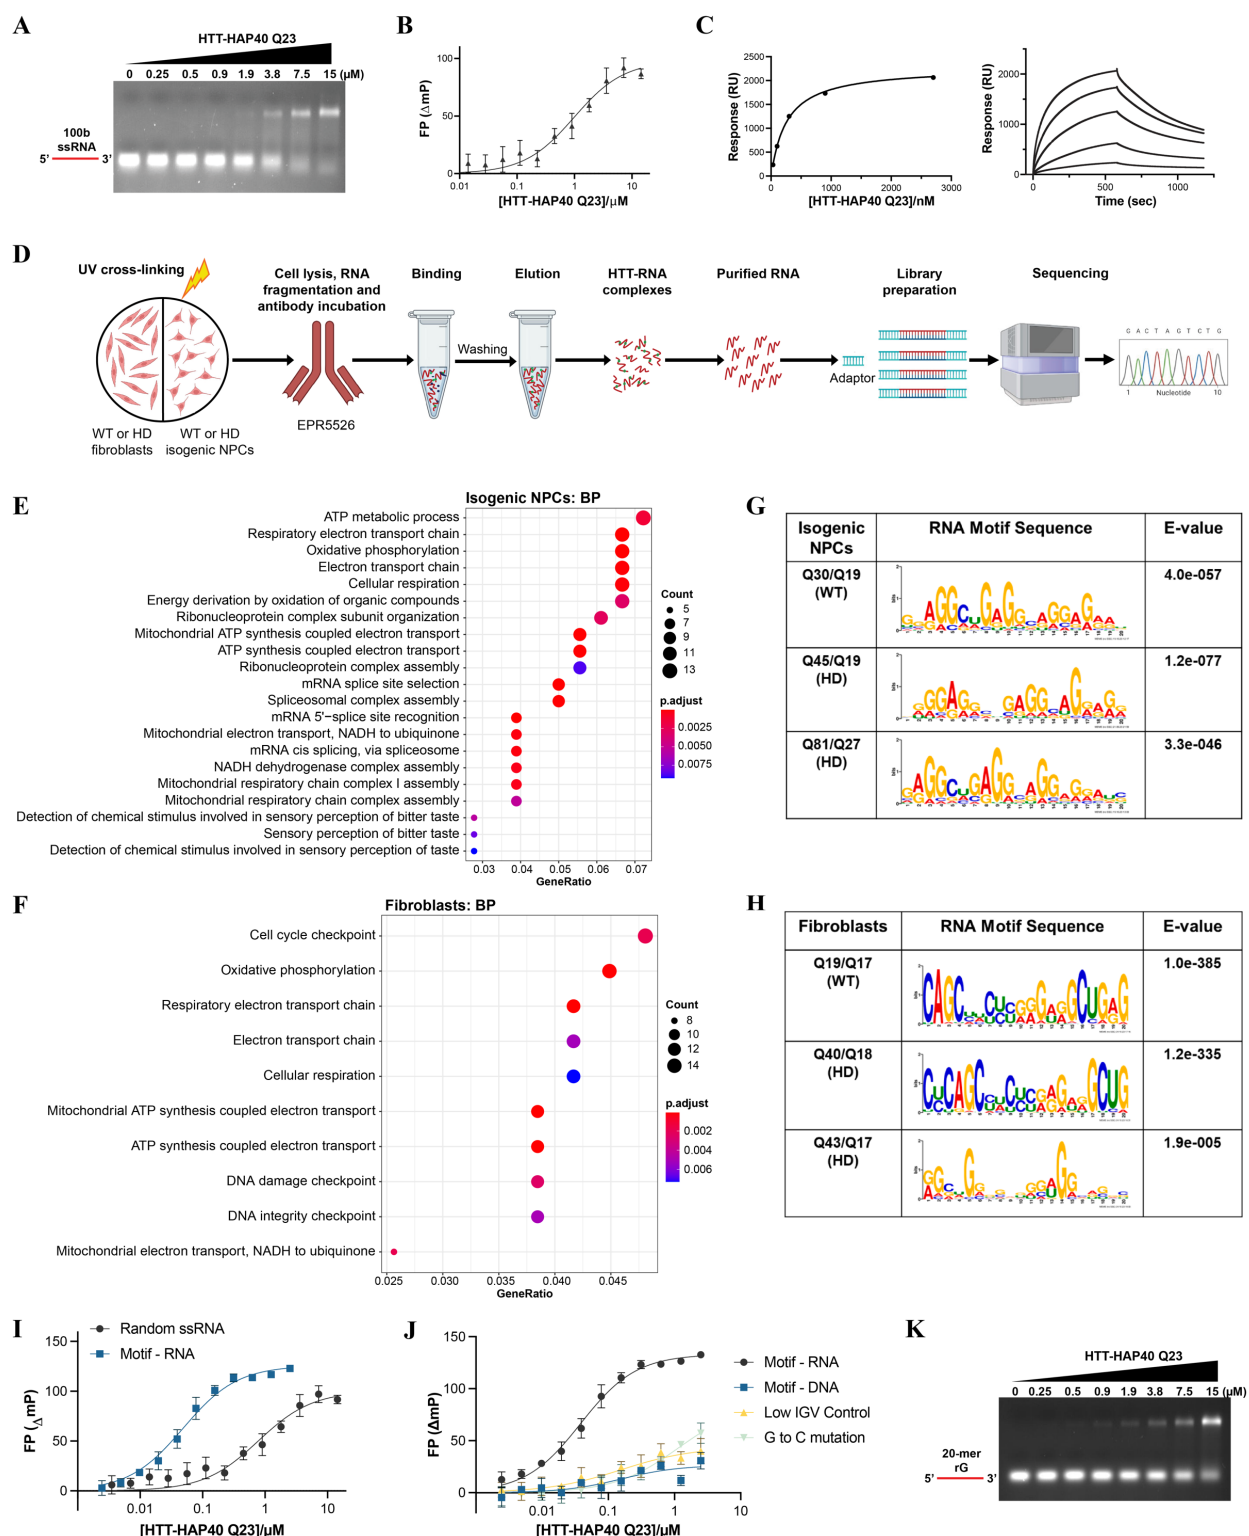 A
HTT-HAP40 Q23
0 0.25 0.5 0.9 1.9 3.8 7.5 15 (μM)
100b
ssRNA
5' 3'
B
FP (Δ mP)
100
50
0
0.01 0.1 1 10
[HTT-HAP40 Q23]/μM
C
Response (RU)
2500
2000
1500
1000
500
0
0 1000 2000 3000
[HTT-HAP40 Q23]/nM
Response (RU)
2000
1000
0
0 500 1000
Time (sec)
D
UV cross-linking
WT or HD
fibroblasts
WT or HD
isogenic NPCs
Cell lysis, RNA
fragmentation and
antibody incubation
EPR5526
Binding
Washing
Elution
HTT-RNA
complexes
Purified RNA
Adaptor
Library
preparation
Sequencing
G A C T A G T C T G
1 Nucleotide 10
E
Isogenic NPCs: BP
ATP metabolic process
Respiratory electron transport chain
Oxidative phosphorylation
Electron transport chain
Cellular respiration
Energy derivation by oxidation of organic compounds
Ribonucleoprotein complex subunit organization
Mitochondrial ATP synthesis coupled electron transport
ATP synthesis coupled electron transport
Ribonucleoprotein complex assembly
mRNA splice site selection
Spliceosomal complex assembly
mRNA 5'−splice site recognition
Mitochondrial electron transport, NADH to ubiquinone
mRNA cis splicing, via spliceosome
NADH dehydrogenase complex assembly
Mitochondrial respiratory chain complex I assembly
Mitochondrial respiratory chain complex assembly
Detection of chemical stimulus involved in sensory perception of bitter taste
Sensory perception of bitter taste
Detection of chemical stimulus involved in sensory perception of taste
0.03 0.04 0.05 0.06 0.07
GeneRatio
Count
5
7
9
11
13
p.adjust
0.0025
0.0050
0.0075
F
Fibroblasts: BP
Cell cycle checkpoint
Oxidative phosphorylation
Respiratory electron transport chain
Electron transport chain
Cellular respiration
Mitochondrial ATP synthesis coupled electron transport
ATP synthesis coupled electron transport
DNA damage checkpoint
DNA integrity checkpoint
Mitochondrial electron transport, NADH to ubiquinone
0.025 0.030 0.035 0.040 0.045
GeneRatio
Count
8
10
12
14
p.adjust
0.002
0.004
0.006
G
Isogenic
NPCs
RNA Motif Sequence
E-value
Q30/Q19
(WT)
4.0e-057
Q45/Q19
(HD)
1.2e-077
Q81/Q27
(HD)
3.3e-046
H
Fibroblasts
RNA Motif Sequence
E-value
Q19/Q17
(WT)
1.0e-385
Q40/Q18
(HD)
1.2e-335
Q43/Q17
(HD)
1.9e-005
I
Random ssRNA
Motif - RNA
FP (Δ mP)
150
100
50
0
0.01 0.1 1 10
[HTT-HAP40 Q23]/μM
J
FP (ΔmP)
150
100
50
0
0.01 0.1 1 10
[HTT-HAP40 Q23]/μM
Motif - RNA
Motif - DNA
Low IGV Control
G to C mutation
K
HTT-HAP40 Q23
0 0.25 0.5 0.9 1.9 3.8 7.5 15 (μM)
20-mer
rG
5' 3'